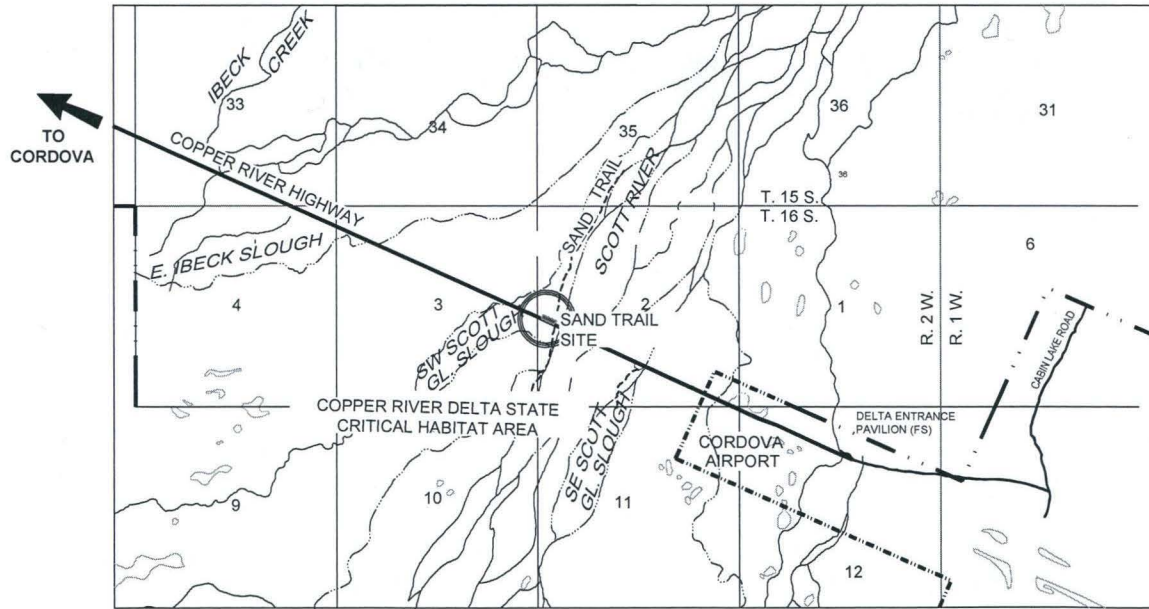 IBECK
CREEK
33
34
35
36
31
36
TO
CORDOVA
COPPER RIVER HIGHWAY
SAND TRAIL
SCOTT RIVER
T. 15 S.
T. 16 S.
E. IBECK SLOUGH
4
3
2
1
6
R. 2 W.
R. 1 W.
SW SCOTT
GL. SLOUGH
SAND TRAIL
SITE
CABIN LAKE ROAD
COPPER RIVER DELTA STATE
CRITICAL HABITAT AREA
SE SCOTT
GL. SLOUGH
CORDOVA
AIRPORT
DELTA ENTRANCE
PAVILION (FS)
9
10
11
12